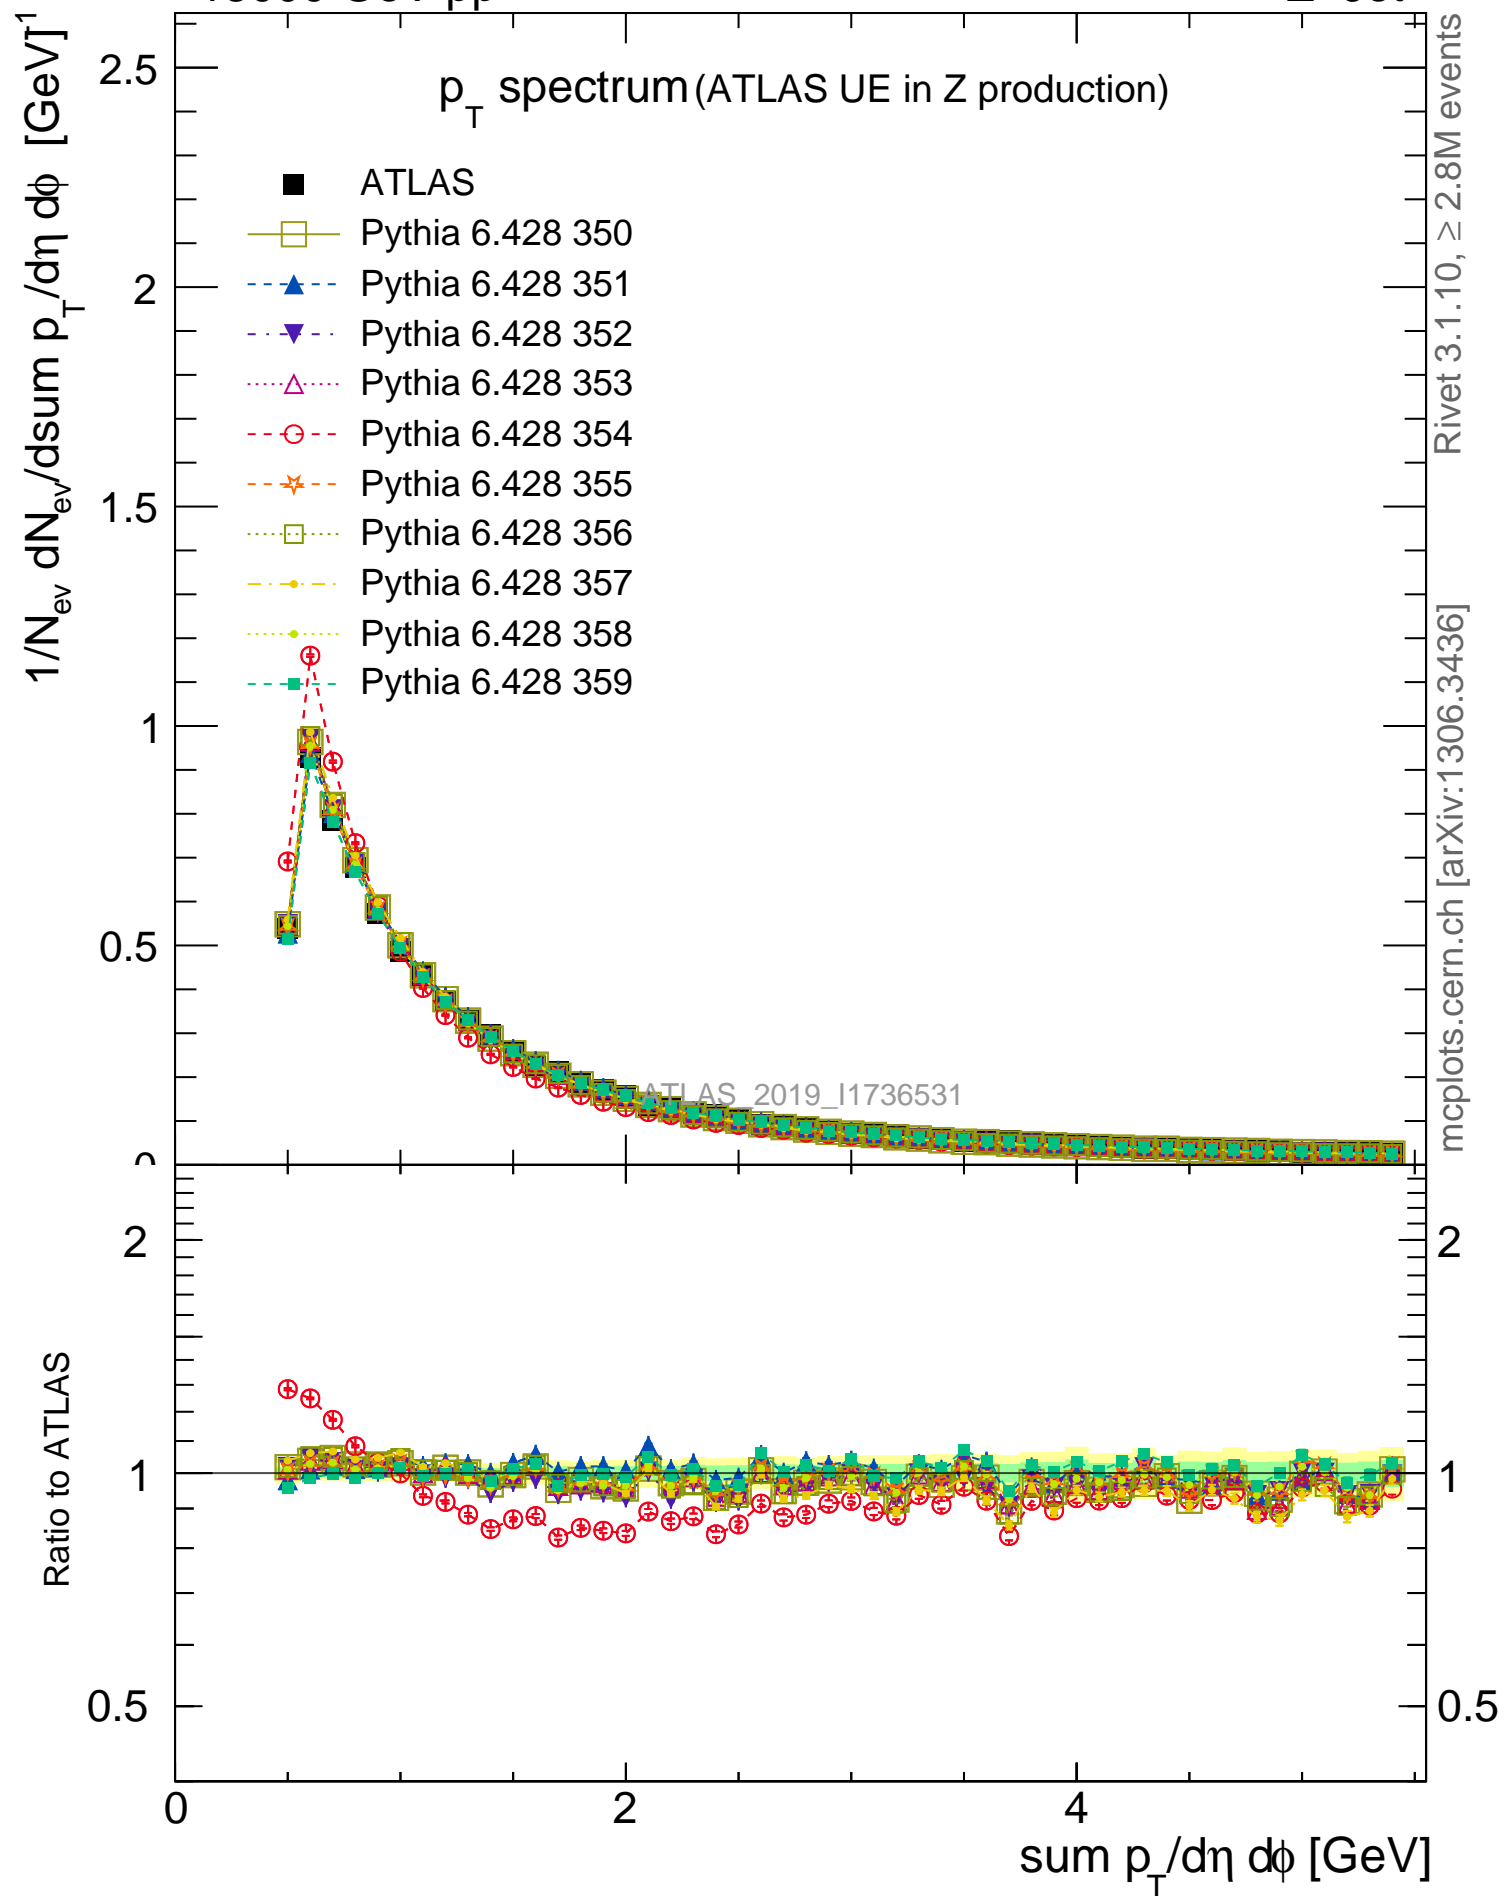 p_T spectrum (ATLAS UE in Z production)
1/N_ev dN_ev/dsum p_T/dη dϕ [GeV]^-1
2.5
2
1.5
1
0.5
ATLAS
Pythia 6.428 350
Pythia 6.428 351
Pythia 6.428 352
Pythia 6.428 353
Pythia 6.428 354
Pythia 6.428 355
Pythia 6.428 356
Pythia 6.428 357
Pythia 6.428 358
Pythia 6.428 359
ATLAS_2019_I1736531
Rivet 3.1.10, ≥ 2.8M events
mcplots.cern.ch [arXiv:1306.3436]
Ratio to ATLAS
2
1
0.5
2
1
0.5
0
2
4
sum p_T/dη dϕ [GeV]